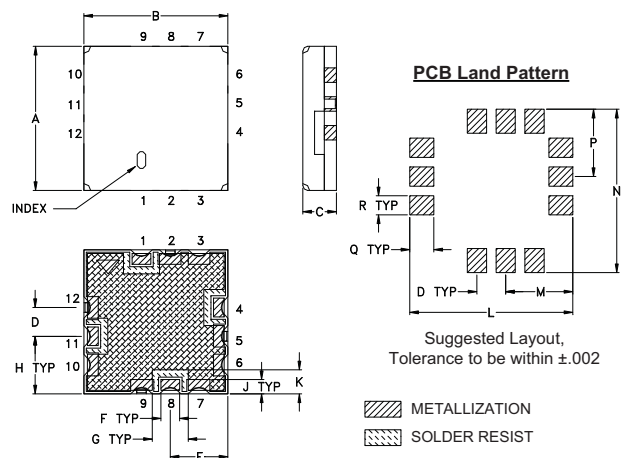 B
9 8 7
10
11
12
6
5
4
A
INDEX
1 2 3
C
PCB Land Pattern
P
N
R TYP
Q TYP
D TYP
M
L
Suggested Layout,
Tolerance to be within ±.002
METALLIZATION
SOLDER RESIST
1 2 3
12
11
10
4
5
6
D
H TYP
J TYP
K
9 8 7
F TYP
G TYP
E